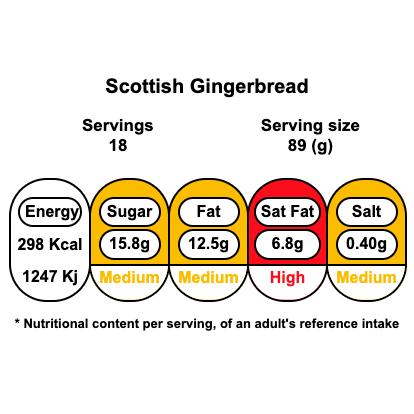 Scottish Gingerbread
Servings
18
Serving size
89 (g)
Energy
298 Kcal
1247 Kj
Sugar
15.8g
Medium
Fat
12.5g
Medium
Sat Fat
6.8g
High
Salt
0.40g
Medium
* Nutritional content per serving, of an adult's reference intake